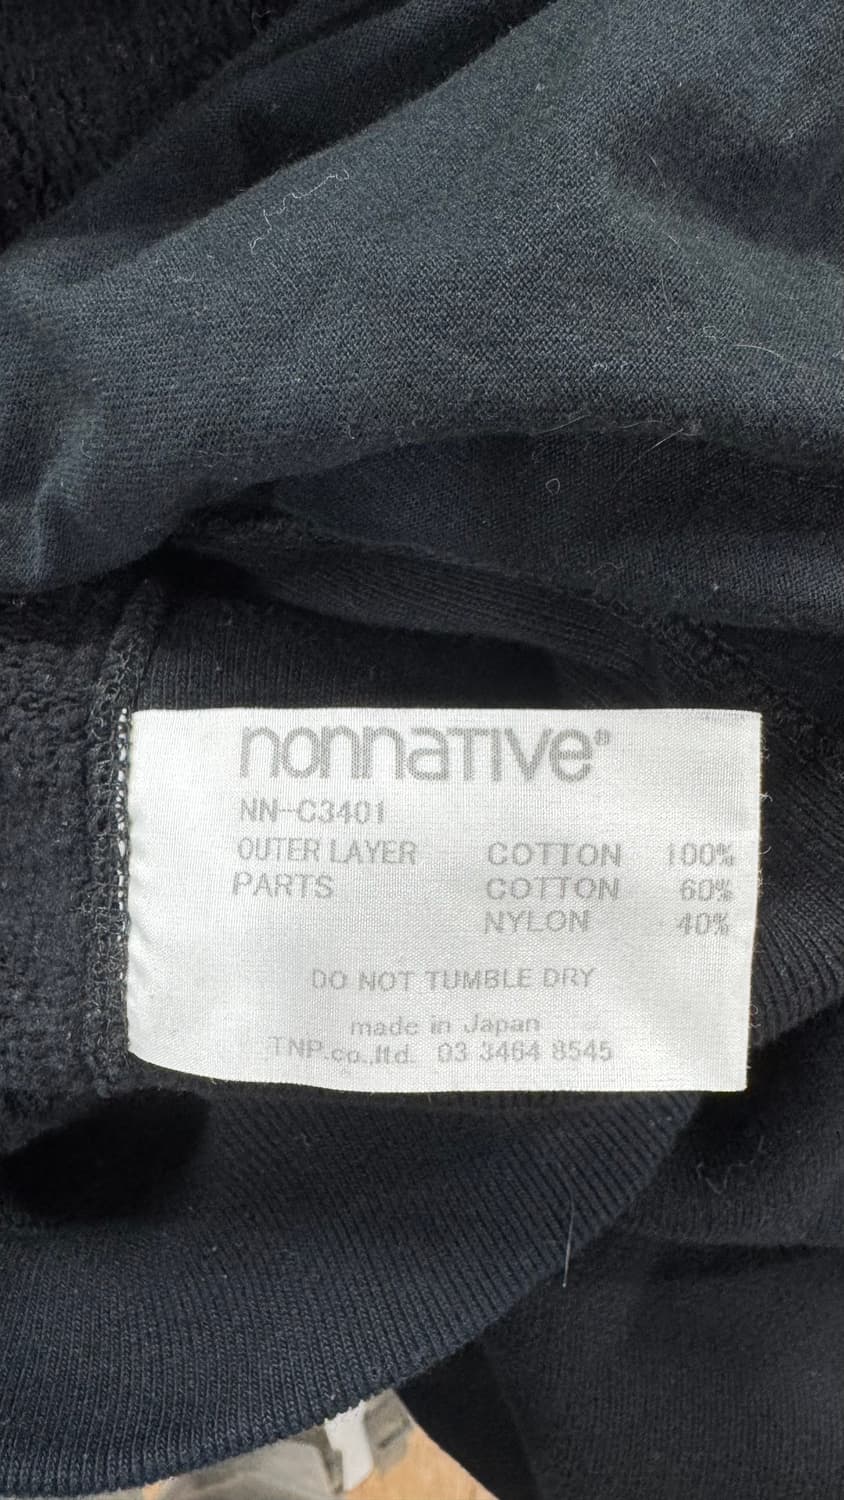 nonnaTIVe®
NN-C3401
OUTER LAYER COTTON 100%
PARTS COTTON 60%
NYLON 40%
DO NOT TUMBLE DRY
made in Japan
TNP.co.,ltd. 03 3464 8545